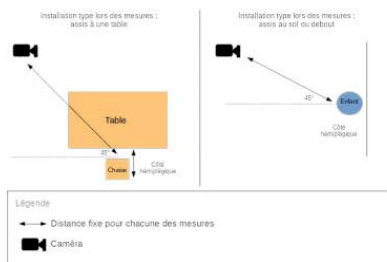 Installation type lors des mesures :
assis à une table
Installation type lors des mesures :
assis au sol ou debout
45°
Enfant
Table
Côté
hémiplégique
45°
Chaise
Côté
hémiplégique
Légende
Distance fixe pour chacune des mesures
Caméra